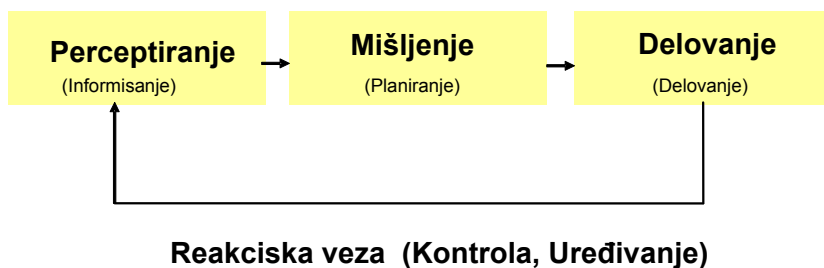 Perceptiranje
(Informisanje)
Mišljenje
(Planiranje)
Delovanje
(Delovanje)
Reakciska veza (Kontrola, Uređivanje)